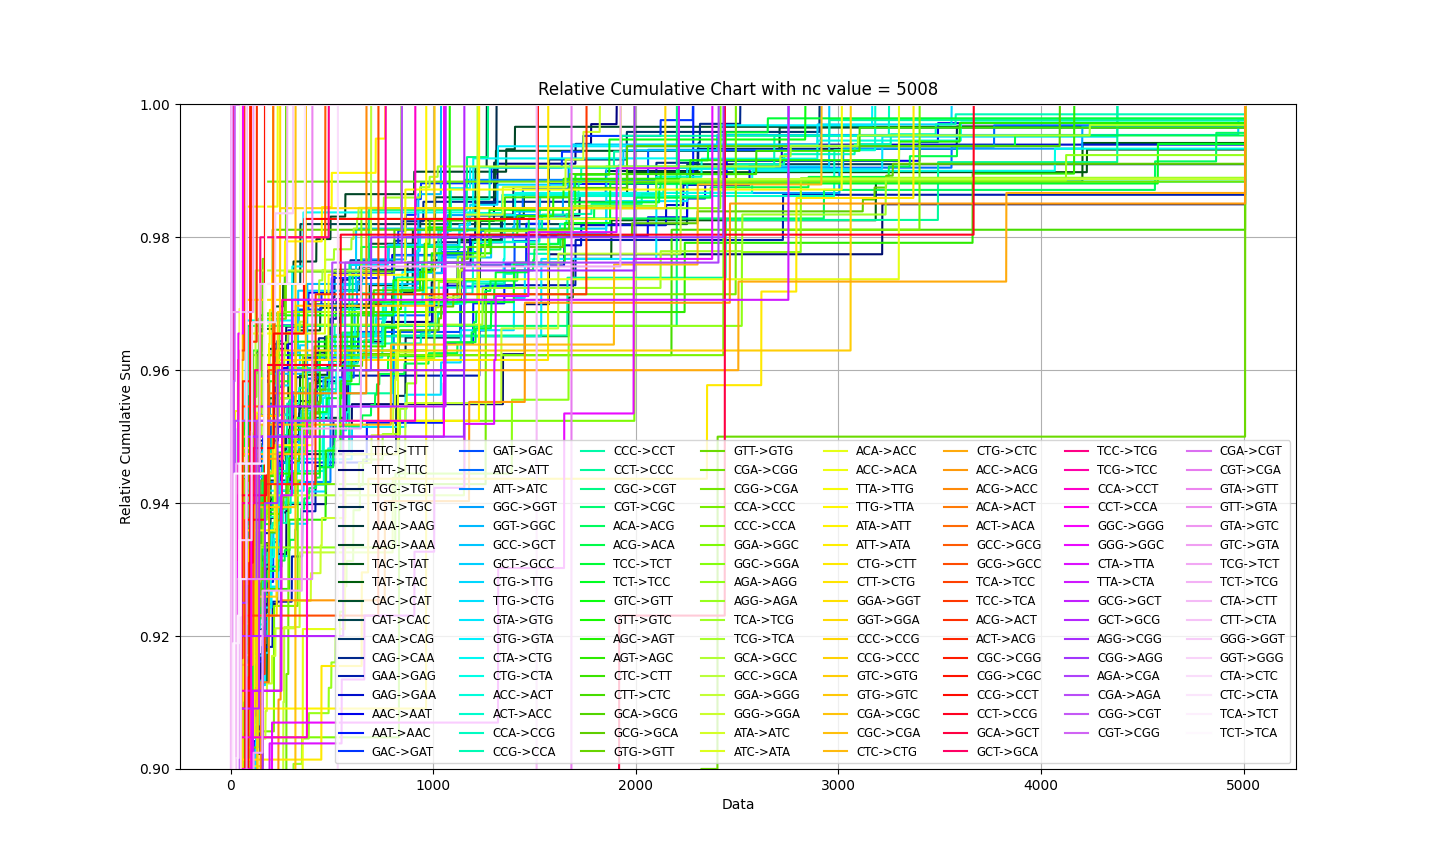 Relative Cumulative Chart with nc value = 5008
1.00
0.98
0.96
0.94
0.92
0.90
Relative Cumulative Sum
TTC->TTT
TTT->TTC
TGC->TGT
TGT->TGC
AAA->AAG
AAG->AAA
TAC->TAT
TAT->TAC
CAC->CAT
CAT->CAC
CAA->CAG
CAG->CAA
GAA->GAG
GAG->GAA
AAC->AAT
AAT->AAC
GAC->GAT
GAT->GAC
ATC->ATT
ATT->ATC
GGC->GGT
GGT->GGC
GCC->GCT
GCT->GCC
CTG->TTG
TTG->CTG
GTA->GTG
GTG->GTA
CTA->CTG
CTG->CTA
ACC->ACT
ACT->ACC
CCA->CCG
CCG->CCA
CCC->CCT
CCT->CCC
CGC->CGT
CGT->CGC
ACA->ACG
ACG->ACA
TCC->TCT
TCT->TCC
GTC->GTT
GTT->GTC
AGC->AGT
AGT->AGC
CTC->CTT
CTT->CTC
GCA->GCG
GCG->GCA
GTG->GTT
GTT->GTG
CGA->CGG
CGG->CGA
CCA->CCC
CCC->CCA
GGA->GGC
GGC->GGA
AGA->AGG
AGG->AGA
TCA->TCG
TCG->TCA
GCA->GCC
GCC->GCA
GGA->GGG
GGG->GGA
ATA->ATC
ATC->ATA
ACA->ACC
ACC->ACA
TTA->TTG
TTG->TTA
ATA->ATT
ATT->ATA
CTG->CTT
CTT->CTG
GGA->GGT
GGT->GGA
CCC->CCG
CCG->CCC
GTC->GTG
GTG->GTC
CGA->CGC
CGC->CGA
CTC->CTG
CTG->CTC
ACC->ACG
ACG->ACC
ACA->ACT
ACT->ACA
GCC->GCG
GCG->GCC
TCA->TCC
TCC->TCA
ACG->ACT
ACT->ACG
CGC->CGG
CGG->CGC
CCG->CCT
CCT->CCG
GCA->GCT
GCT->GCA
TCC->TCG
TCG->TCC
CCA->CCT
CCT->CCA
GGC->GGG
GGG->GGC
CTA->TTA
TTA->CTA
GCG->GCT
GCT->GCG
AGG->CGG
CGG->AGG
AGA->CGA
CGA->AGA
CGG->CGT
CGT->CGG
CGA->CGT
CGT->CGA
GTA->GTT
GTT->GTA
GTA->GTC
GTC->GTA
TCG->TCT
TCT->TCG
CTA->CTT
CTT->CTA
GGG->GGT
GGT->GGG
CTA->CTC
CTC->CTA
TCA->TCT
TCT->TCA
0
1000
2000
3000
4000
5000
Data